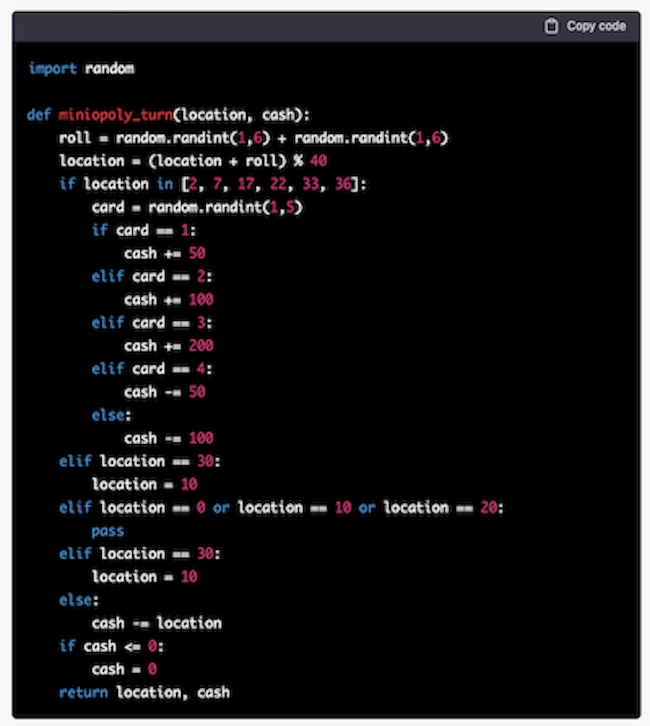 Copy code
import random
def miniopoly_turn(location, cash):
    roll = random.randint(1,6) + random.randint(1,6)
    location = (location + roll) % 40
    if location in [2, 7, 17, 22, 33, 36]:
        card = random.randint(1,5)
        if card == 1:
            cash += 50
        elif card == 2:
            cash += 100
        elif card == 3:
            cash += 200
        elif card == 4:
            cash -= 50
        else:
            cash -= 100
    elif location == 30:
        location = 10
    elif location == 0 or location == 10 or location == 20:
        pass
    elif location == 30:
        location = 10
    else:
        cash -= location
    if cash <= 0:
        cash = 0
    return location, cash